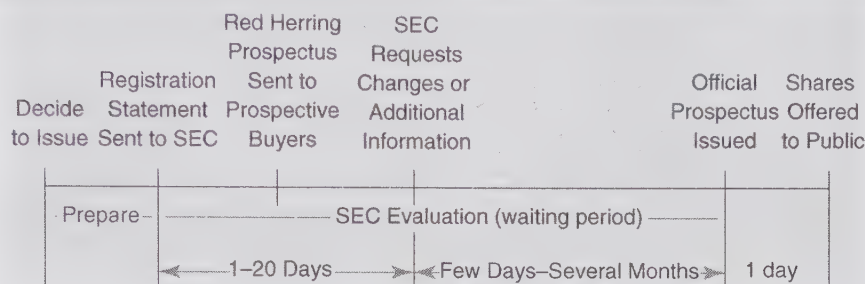 Decide
to Issue
Registration
Statement
Sent to SEC
Red Herring
Prospectus
Sent to
Prospective
Buyers
SEC
Requests
Changes or
Additional
Information
Official
Prospectus
Issued
Shares
Offered
to Public
Prepare
SEC Evaluation (waiting period)
1–20 Days
Few Days–Several Months
1 day